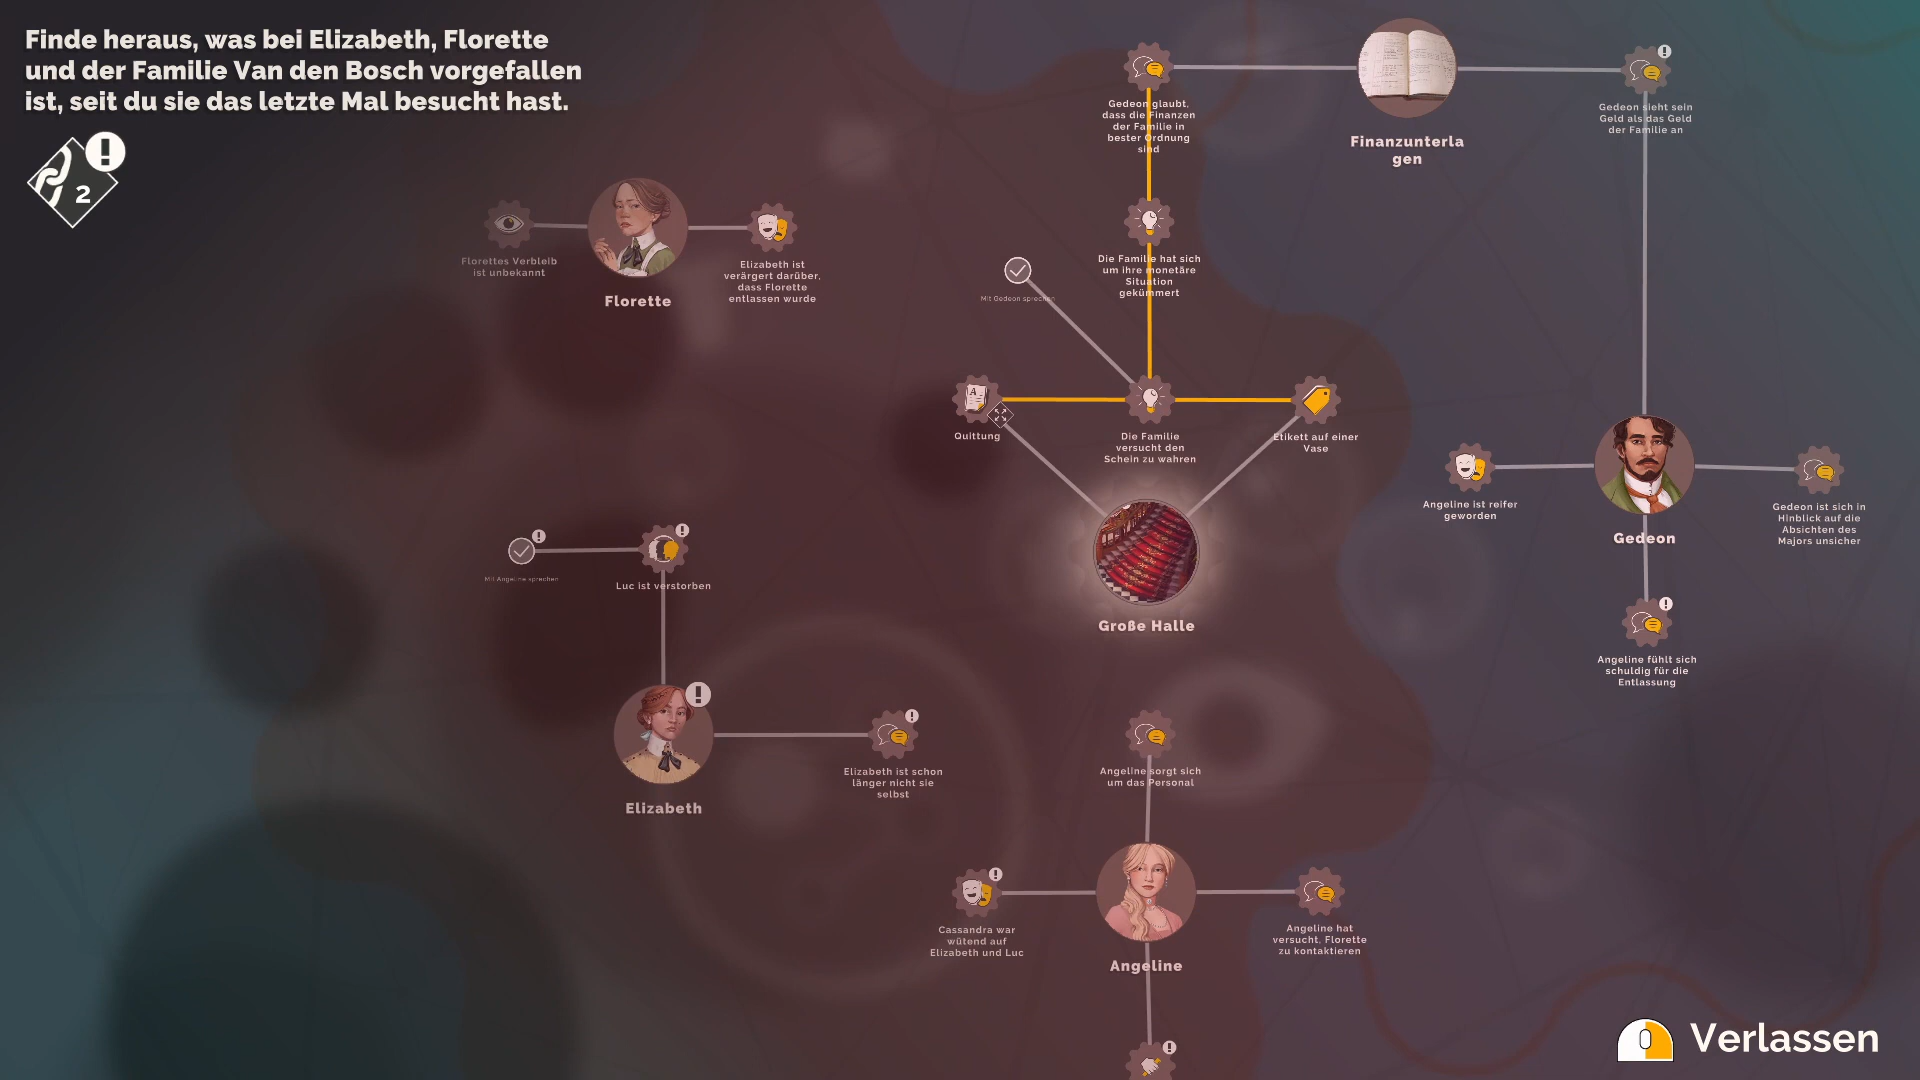 Finde heraus, was bei Elizabeth, Florette
und der Familie Van den Bosch vorgefallen
ist, seit du sie das letzte Mal besucht hast.
2
Gedeon glaubt,
dass die Finanzen
der Familie in
bester Ordnung
sind
Finanzunterla
gen
Gedeon sieht sein
Geld als das Geld
der Familie an
Florettes Verbleib
ist unbekannt
Florette
Elizabeth ist
verärgert darüber,
dass Florette
entlassen wurde
Die Familie hat sich
um ihre monetäre
Situation
gekümmert
Mit Gedeon sprechen
Quittung
A
Die Familie
versucht den
Schein zu wahren
Etikett auf einer
Vase
Angeline ist reifer
geworden
Gedeon
Gedeon ist sich in
Hinblick auf die
Absichten des
Majors unsicher
Mit Angeline sprechen
Luc ist verstorben
Große Halle
Angeline fühlt sich
schuldig für die
Entlassung
Elizabeth
Elizabeth ist schon
länger nicht sie
selbst
Angeline sorgt sich
um das Personal
Cassandra war
wütend auf
Elizabeth und Luc
Angeline
Angeline hat
versucht, Florette
zu kontaktieren
Verlassen